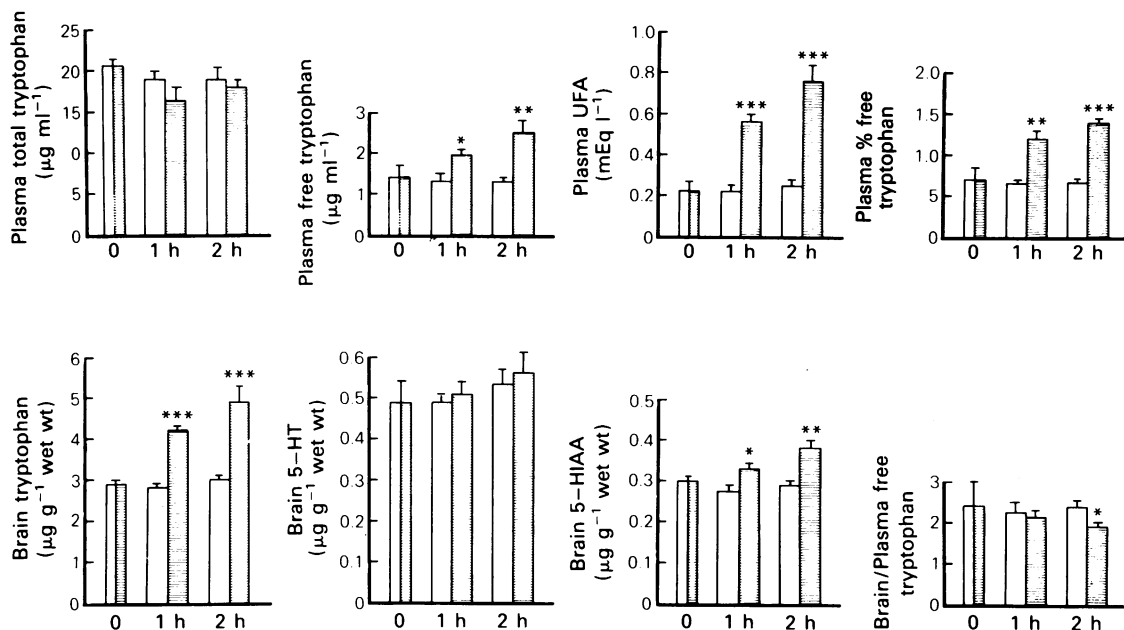 Plasma total tryptophan
(μg ml⁻¹)
25
20
15
0
5
0
0 1 h 2 h
Plasma free tryptophan
(μg ml⁻¹)
3
2
1
0
*
**
0 1 h 2 h
Plasma UFA
(mEq l⁻¹)
1.0
0.8
0.6
0.4
0.2
0
***
***
0 1 h 2 h
Plasma % free
tryptophan
2.0
1.5
1.0
5
0
**
***
0 1 h 2 h
Brain tryptophan
(μg g⁻¹ wet wt)
6
5
4
3
2
1
0
***
***
0 1 h 2 h
Brain 5-HT
(μg g⁻¹ wet wt)
0 6
0.5
0.4
0.3
0.2
0.1
0
0 1 h 2 h
Brain 5-HIAA
(μg g⁻¹ wet wt)
0.5
0.4
0.3
0.2
0.1
0
*
**
0 1 h 2 h
Brain/Plasma free
tryptophan
3
2
1
0
*
0 1 h 2 h